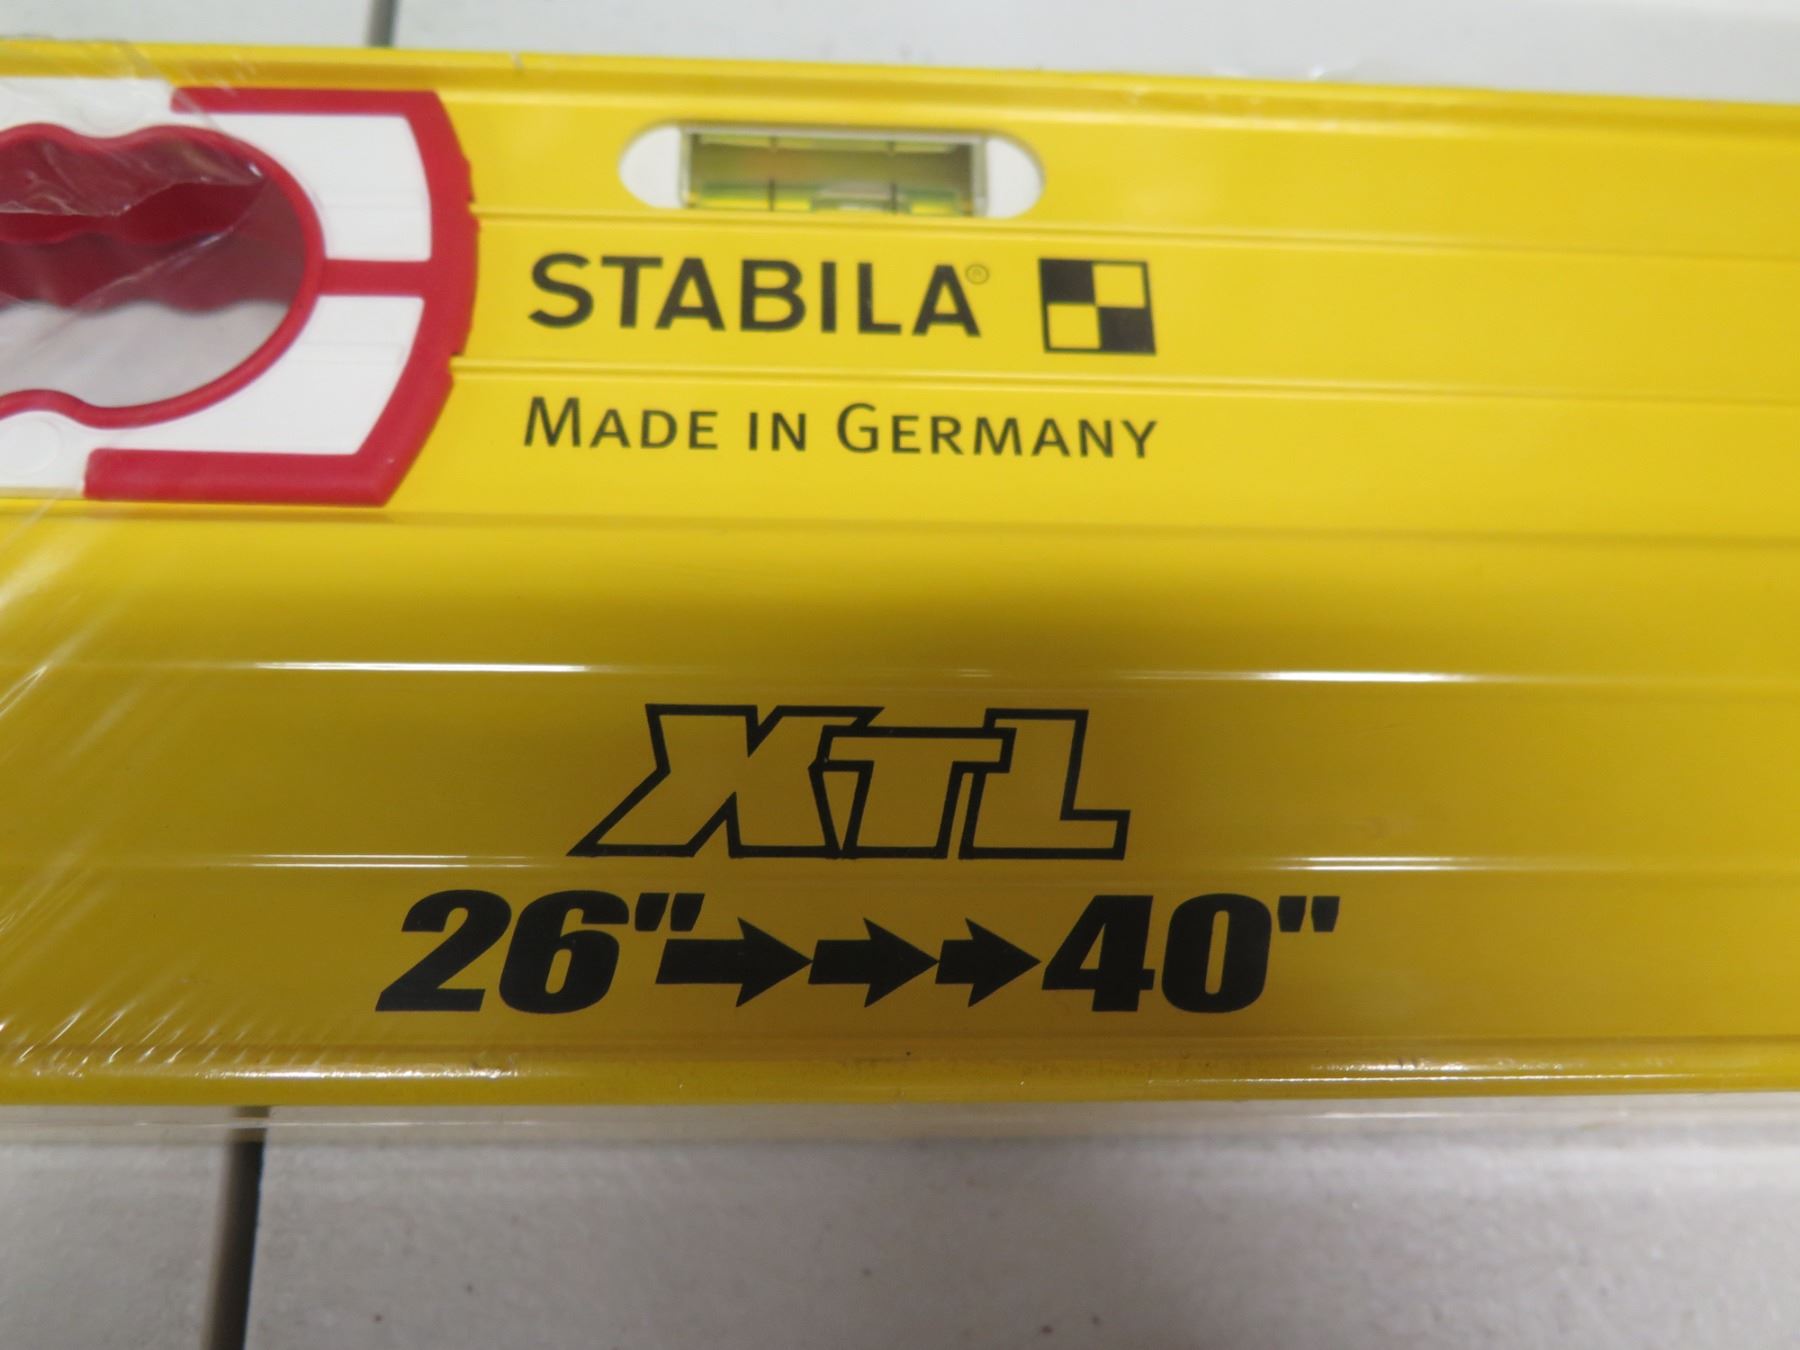 STABILA®
MADE IN GERMANY
XTL
26" 40"